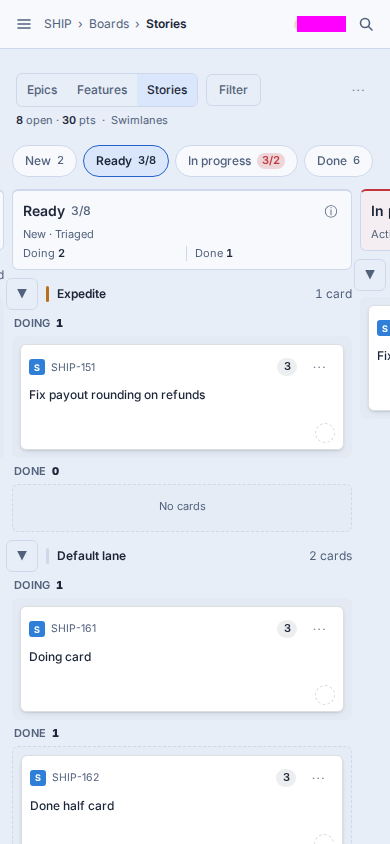 SHIP › Boards › Stories
Epics Features Stories Filter ...
8 open · 30 pts · Swimlanes
New 2 Ready 3/8 In progress 3/2 Done 6
Ready 3/8
New · Triaged
Doing 2 Done 1
In p
Acti
d
▼ Expedite 1 card
▼
DOING 1
S SHIP-151 3 ...
Fix payout rounding on refunds
S
Fix
DONE 0
No cards
▼ Default lane 2 cards
DOING 1
S SHIP-161 3 ...
Doing card
DONE 1
S SHIP-162 3 ...
Done half card